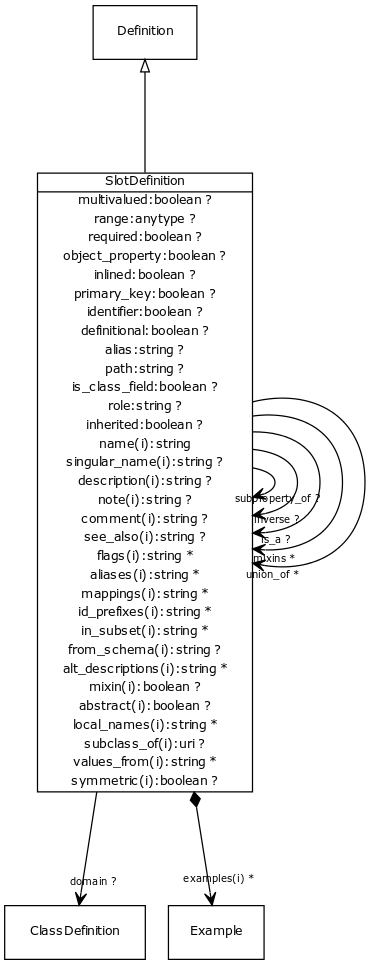 Definition
SlotDefinition
multivalued:boolean ?
range:anytype ?
required:boolean ?
object_property:boolean ?
inlined:boolean ?
primary_key:boolean ?
identifier:boolean ?
definitional:boolean ?
alias:string ?
path:string ?
is_class_field:boolean ?
role:string ?
inherited:boolean ?
name(i):string
singular_name(i):string ?
description(i):string ?
note(i):string ?
comment(i):string ?
see_also(i):string ?
flags(i):string *
aliases(i):string *
mappings(i):string *
id_prefixes(i):string *
in_subset(i):string *
from_schema(i):string ?
alt_descriptions(i):string *
mixin(i):boolean ?
abstract(i):boolean ?
local_names(i):string *
subclass_of(i):uri ?
values_from(i):string *
symmetric(i):boolean ?
subproperty_of ?
inverse ?
is_a ?
mixins *
union_of *
domain ?
examples(i) *
ClassDefinition
Example